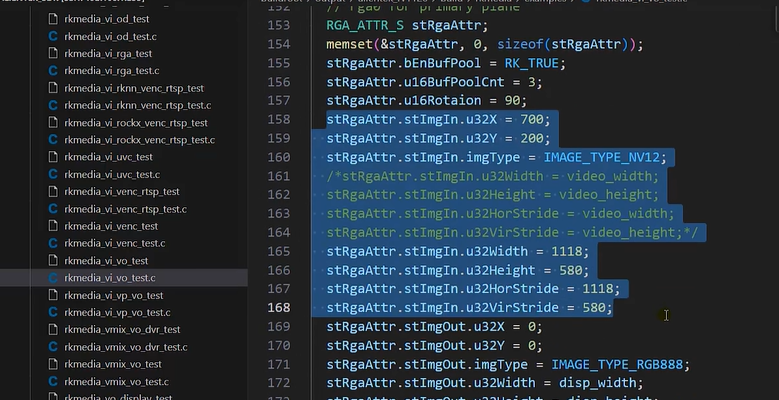 rkmedia_vi_od_test
rkmedia_vi_od_test.c
rkmedia_vi_rga_test
rkmedia_vi_rga_test.c
rkmedia_vi_rknn_venc_rtsp_test
rkmedia_vi_rknn_venc_rtsp_test.c
rkmedia_vi_rockx_venc_rtsp_test
rkmedia_vi_rockx_venc_rtsp_test.c
rkmedia_vi_uvc_test
rkmedia_vi_uvc_test.c
rkmedia_vi_venc_rtsp_test
rkmedia_vi_venc_rtsp_test.c
rkmedia_vi_venc_test
rkmedia_vi_venc_test.c
rkmedia_vi_vo_test
rkmedia_vi_vo_test.c
rkmedia_vi_vp_vo_test
rkmedia_vi_vp_vo_test.c
rkmedia_vmix_vo_dvr_test
rkmedia_vmix_vo_dvr_test.c
rkmedia_vmix_vo_test
rkmedia_vmix_vo_test.c
rkmedia_vo_display_test
152 // rga0 for primary plane
153 RGA_ATTR_S stRgaAttr;
154 memset(&stRgaAttr, 0, sizeof(stRgaAttr));
155 stRgaAttr.bEnBufPool = RK_TRUE;
156 stRgaAttr.u16BufPoolCnt = 3;
157 stRgaAttr.u16Rotaion = 90;
158 stRgaAttr.stImgIn.u32X = 700;
159 stRgaAttr.stImgIn.u32Y = 200;
160 stRgaAttr.stImgIn.imgType = IMAGE_TYPE_NV12;
161 /*stRgaAttr.stImgIn.u32Width = video_width;
162 stRgaAttr.stImgIn.u32Height = video_height;
163 stRgaAttr.stImgIn.u32HorStride = video_width;
164 stRgaAttr.stImgIn.u32VirStride = video_height;*/
165 stRgaAttr.stImgIn.u32Width = 1118;
166 stRgaAttr.stImgIn.u32Height = 580;
167 stRgaAttr.stImgIn.u32HorStride = 1118;
168 stRgaAttr.stImgIn.u32VirStride = 580;
169 stRgaAttr.stImgOut.u32X = 0;
170 stRgaAttr.stImgOut.u32Y = 0;
171 stRgaAttr.stImgOut.imgType = IMAGE_TYPE_RGB888;
172 stRgaAttr.stImgOut.u32Width = disp_width;